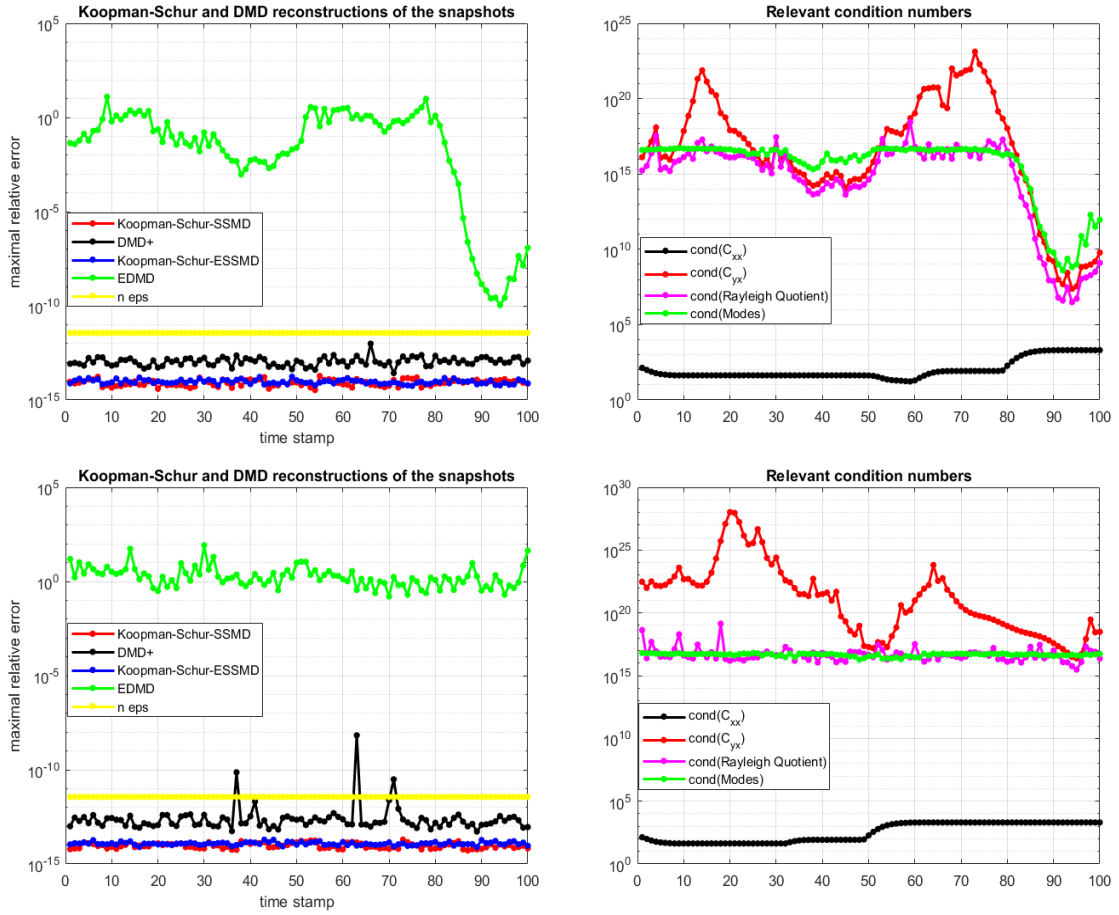 Koopman-Schur and DMD reconstructions of the snapshots
10^5
10^0
10^-5
10^-10
10^-15
maximal relative error
Koopman-Schur-SSMD
DMD+
Koopman-Schur-ESSMD
EDMD
n eps
0 10 20 30 40 50 60 70 80 90 100
time stamp
Relevant condition numbers
10^25
10^20
10^15
10^10
10^5
10^0
cond(C_xx)
cond(C_yx)
cond(Rayleigh Quotient)
cond(Modes)
0 10 20 30 40 50 60 70 80 90 100
Koopman-Schur and DMD reconstructions of the snapshots
10^5
10^0
10^-5
10^-10
10^-15
maximal relative error
Koopman-Schur-SSMD
DMD+
Koopman-Schur-ESSMD
EDMD
n eps
0 10 20 30 40 50 60 70 80 90 100
time stamp
Relevant condition numbers
10^30
10^25
10^20
10^15
10^10
10^5
10^0
cond(C_xx)
cond(C_yx)
cond(Rayleigh Quotient)
cond(Modes)
0 10 20 30 40 50 60 70 80 90 100